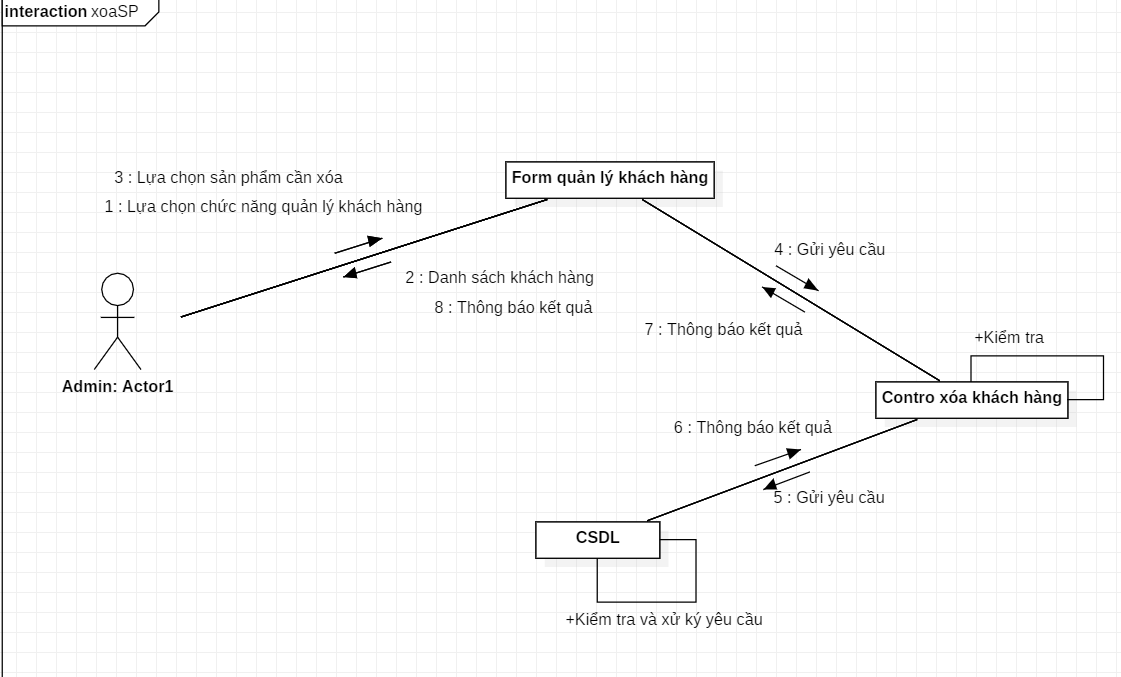 interaction xoaSP
Form quản lý khách hàng
3 : Lựa chọn sản phẩm cần xóa
1 : Lựa chọn chức năng quản lý khách hàng
4 : Gửi yêu cầu
2 : Danh sách khách hàng
8 : Thông báo kết quả
7 : Thông báo kết quả
+Kiểm tra
Admin: Actor1
Contro xóa khách hàng
6 : Thông báo kết quả
5 : Gửi yêu cầu
CSDL
+Kiểm tra và xử ký yêu cầu